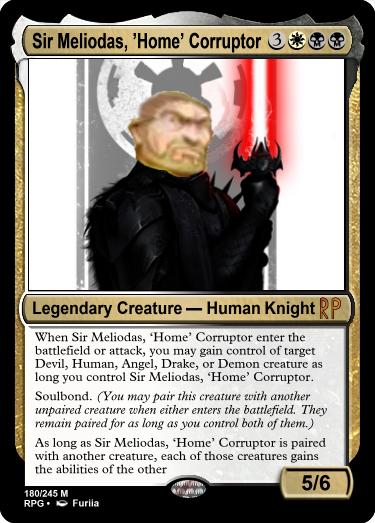 Sir Meliodas, 'Home' Corruptor 3
Legendary Creature — Human Knight RP
When Sir Meliodas, 'Home' Corruptor enter the
battlefield or attack, you may gain control of target
Devil, Human, Angel, Drake, or Demon creature as
long you control Sir Meliodas, 'Home' Corruptor.
Soulbond. (You may pair this creature with another
unpaired creature when either enters the battlefield. They
remain paired for as long as you control both of them.)
As long as Sir Meliodas, 'Home' Corruptor is paired
with another creature, each of those creatures gains
the abilities of the other
5/6
180/245 M
RPG • Furiia